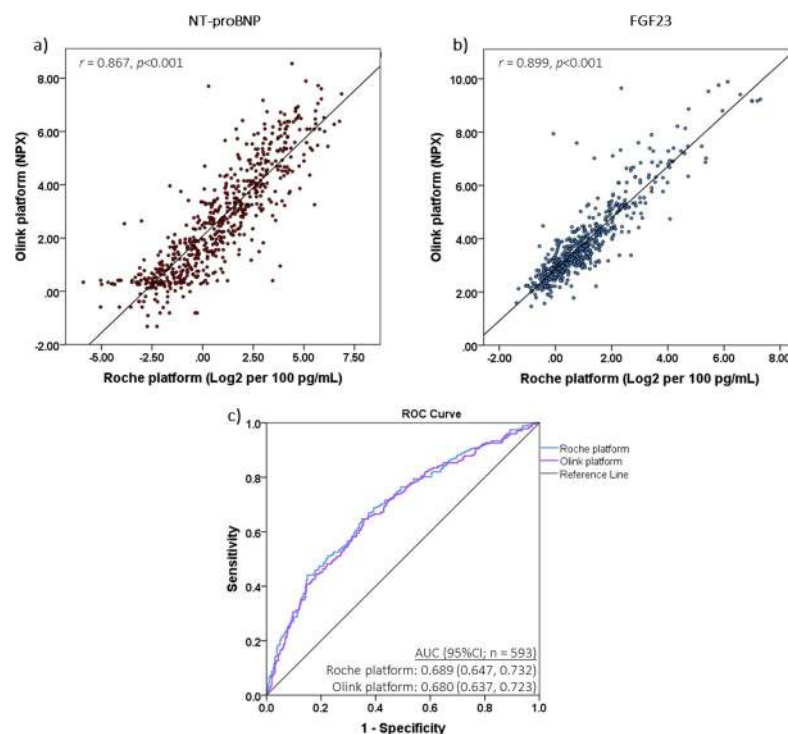 NT-proBNP
FGF23
a)
r = 0.867, p<0.001
8.00
6.00
4.00
2.00
.00
-2.00
Olink platform (NPX)
-5.00 -2.50 .00 2.50 5.00 7.50
Roche platform (Log2 per 100 pg/mL)
b)
r = 0.899, p<0.001
10.00
8.00
6.00
4.00
2.00
.00
Olink platform (NPX)
-2.00 .00 2.00 4.00 6.00 8.00
Roche platform (Log2 per 100 pg/mL)
c)
ROC Curve
1.0
0.8
0.6
0.4
0.2
0.0
Sensitivity
Roche platform
Olink platform
Reference Line
AUC (95%CI; n = 593)
Roche platform: 0.689 (0.647, 0.732)
Olink platform: 0.680 (0.637, 0.723)
0.0 0.2 0.4 0.6 0.8 1.0
1 - Specificity